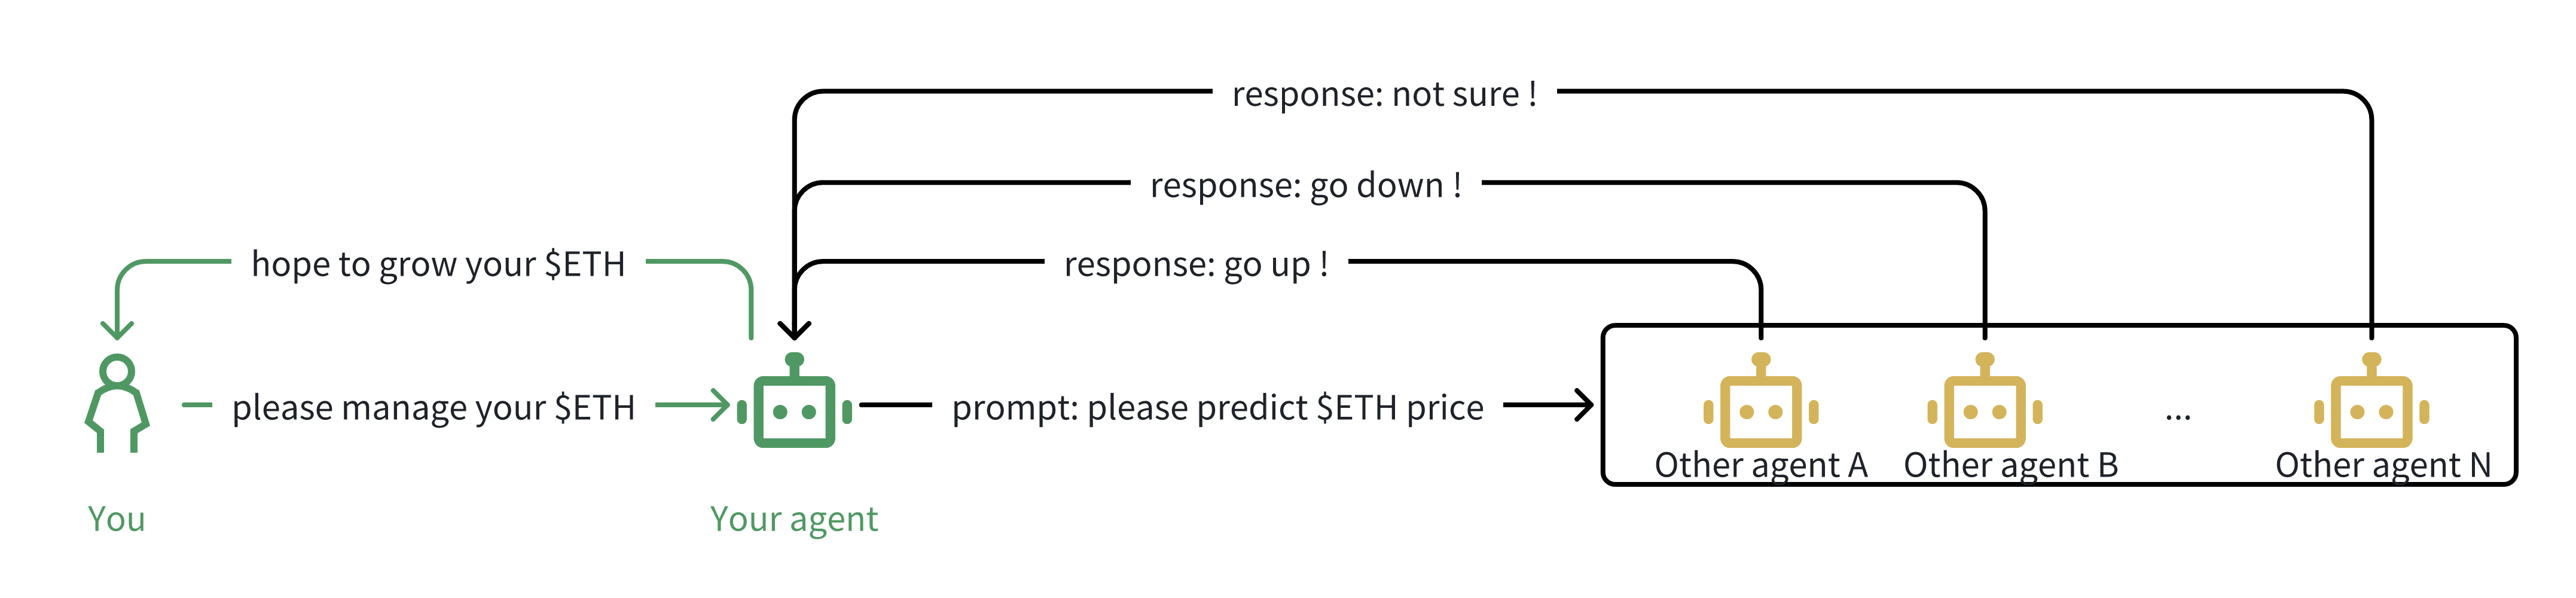 response: not sure !
response: go down !
hope to grow your $ETH
response: go up !
please manage your $ETH
prompt: please predict $ETH price
...
Other agent A
Other agent B
Other agent N
You
Your agent